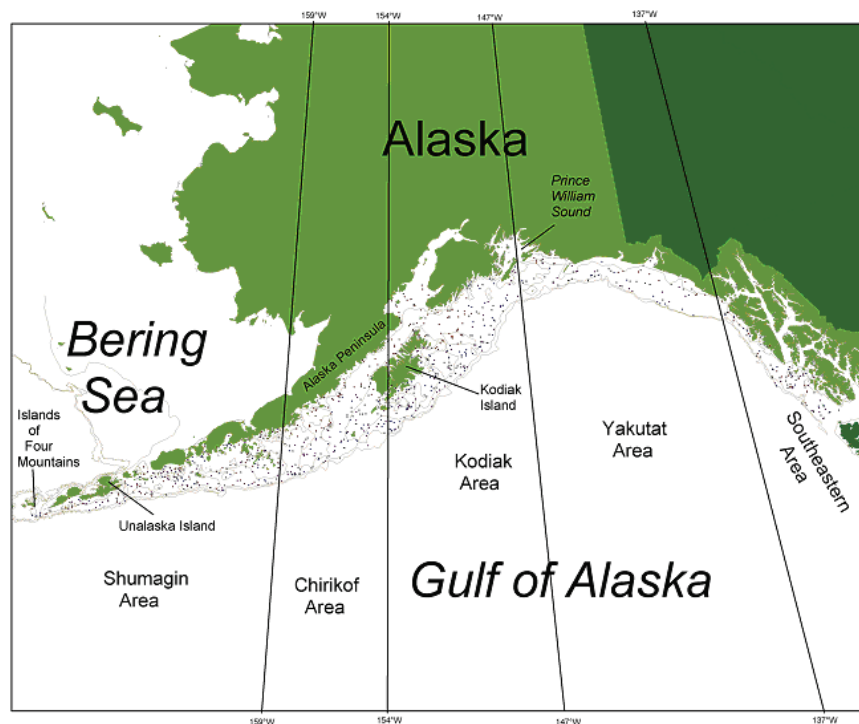 159°W 154°W 147°W 137°W
Alaska
Prince
William
Sound
Bering
Sea
Alaska Peninsula
Kodiak
Island
Islands
of
Four
Mountains
Unalaska Island
Shumagin
Area
Chirikof
Area
Kodiak
Area
Yakutat
Area
Southeastern
Area
Gulf of Alaska
159°W 154°W 147°W 137°W